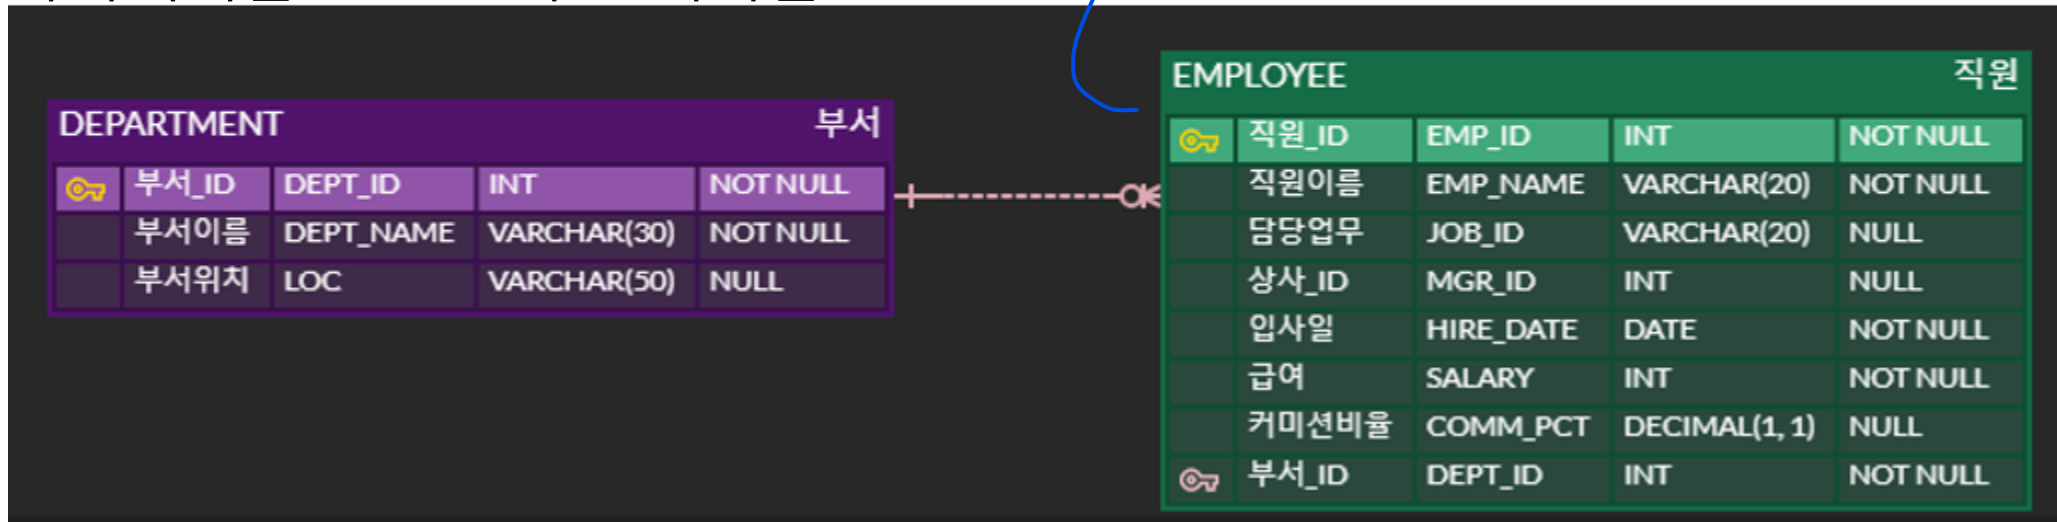 DEPARTMENT 부서
부서_ID DEPT_ID INT NOT NULL
부서이름 DEPT_NAME VARCHAR(30) NOT NULL
부서위치 LOC VARCHAR(50) NULL
EMPLOYEE 직원
직원_ID EMP_ID INT NOT NULL
직원이름 EMP_NAME VARCHAR(20) NOT NULL
담당업무 JOB_ID VARCHAR(20) NULL
상사_ID MGR_ID INT NULL
입사일 HIRE_DATE DATE NOT NULL
급여 SALARY INT NOT NULL
커미션비율 COMM_PCT DECIMAL(1, 1) NULL
부서_ID DEPT_ID INT NOT NULL